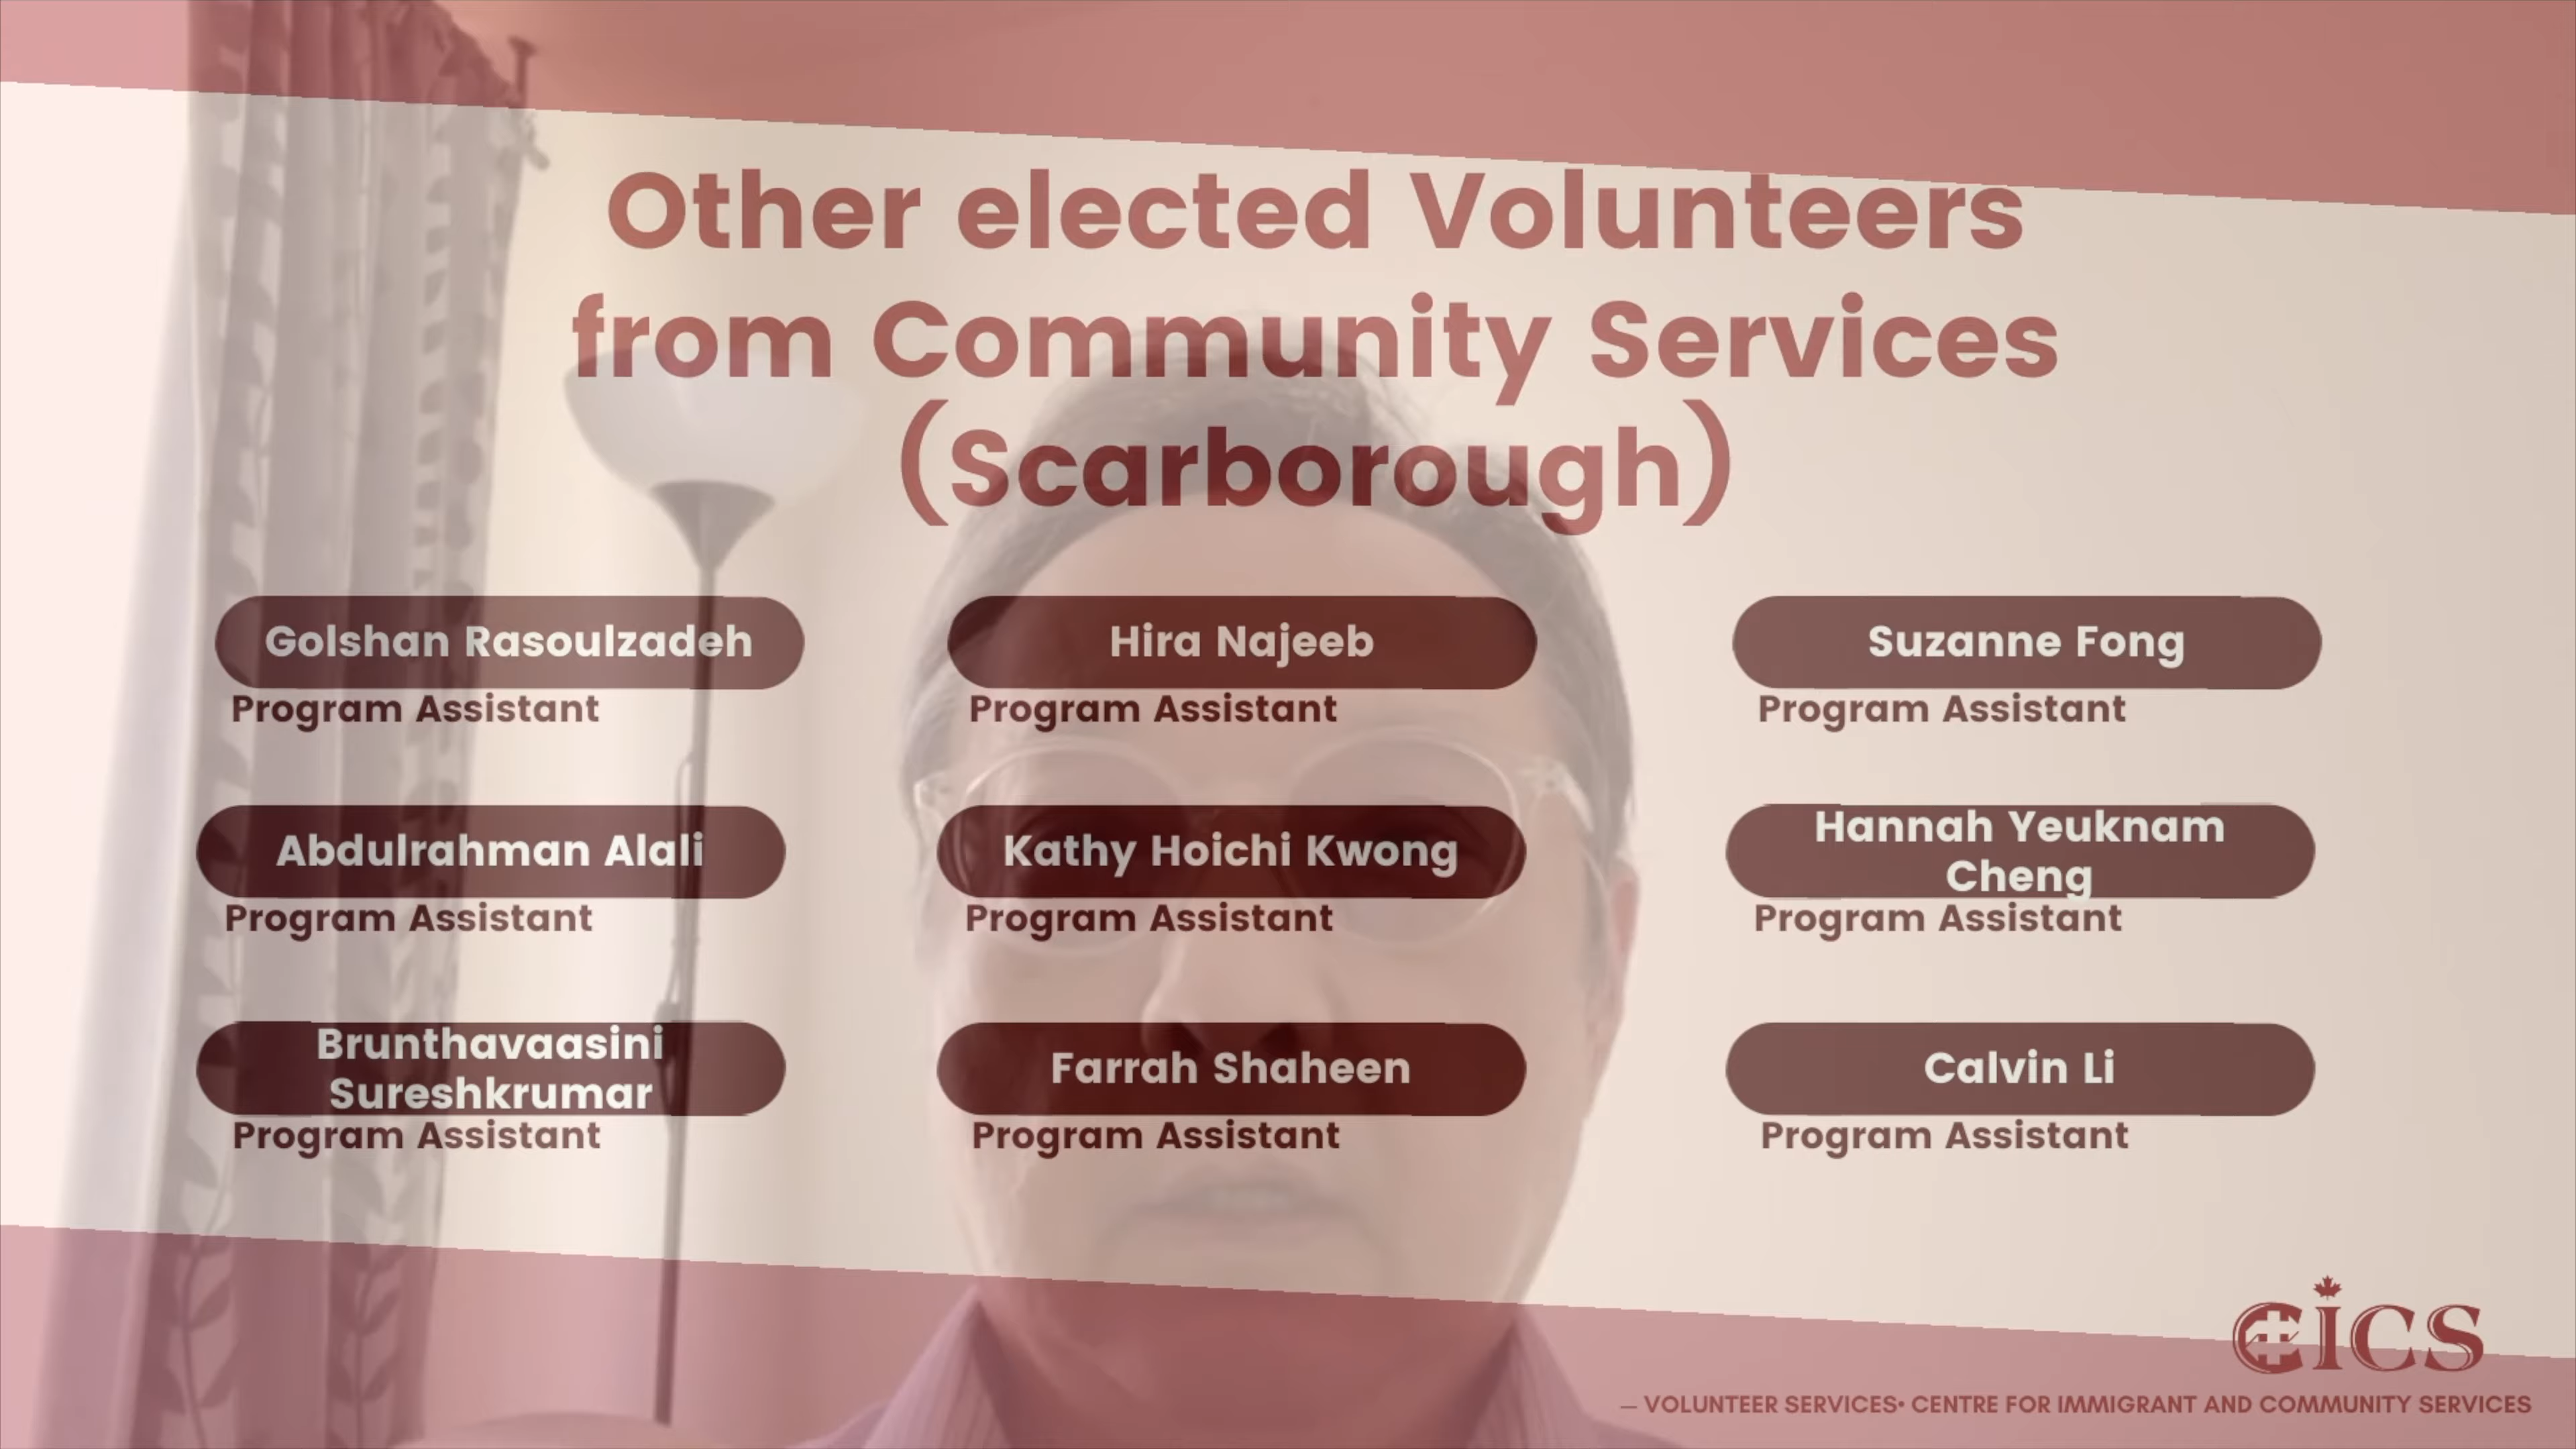 Other elected Volunteers
from Community Services
(Scarborough)
Golshan Rasoulzadeh
Program Assistant
Hira Najeeb
Program Assistant
Suzanne Fong
Program Assistant
Abdulrahman Alali
Program Assistant
Kathy Hoichi Kwong
Program Assistant
Hannah Yeuknam
Cheng
Program Assistant
Brunthavaasini
Sureshkrumar
Program Assistant
Farrah Shaheen
Program Assistant
Calvin Li
Program Assistant
CICS
— VOLUNTEER SERVICES• CENTRE FOR IMMIGRANT AND COMMUNITY SERVICES